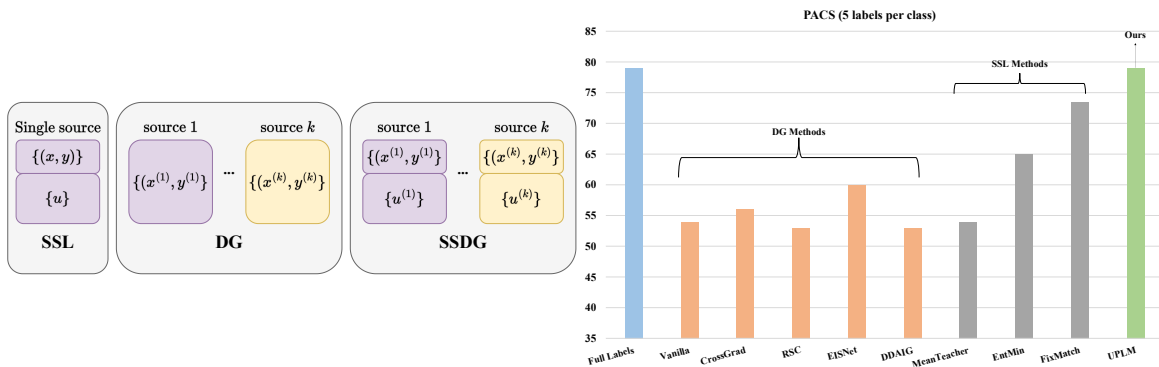 Single source
{(x, y)}
{u}
SSL
source 1
source k
{(x^(1), y^(1)}
...
{(x^(k), y^(k)}
DG
source 1
source k
{(x^(1), y^(1)}
...
{(x^(k), y^(k)}
{u^(1)}
{u^(k)}
SSDG
PACS (5 labels per class)
85
80
75
70
65
60
55
50
45
40
35
DG Methods
SSL Methods
Ours
Full Labels
Vanilla
CrossGrad
RSC
EISNet
DDAIG
MeanTeacher
EntMin
FixMatch
UPLM